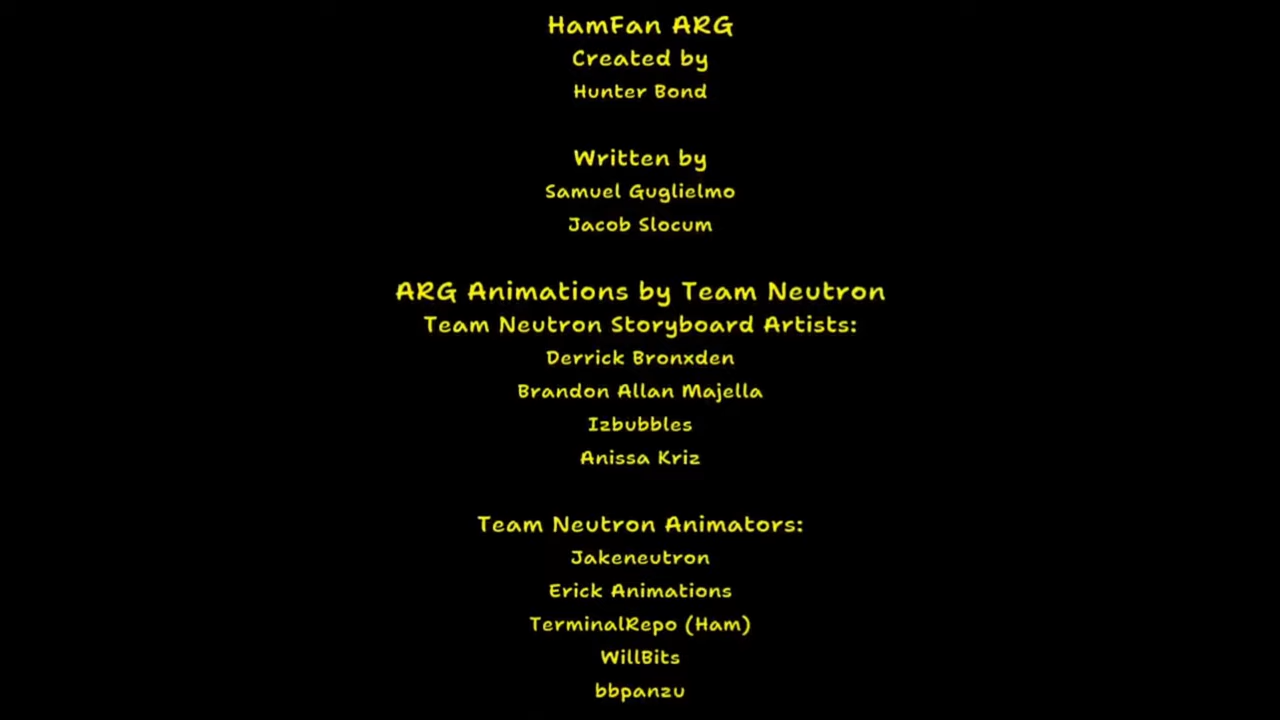 HamFan ARG
Created by
Hunter Bond
Written by
Samuel Guglielmo
Jacob Slocum
ARG Animations by Team Neutron
Team Neutron Storyboard Artists:
Derrick Bronxden
Brandon Allan Majella
Izbubbles
Anissa Kriz
Team Neutron Animators:
Jakeneutron
Erick Animations
TerminalRepo (Ham)
WillBits
bbpanzu